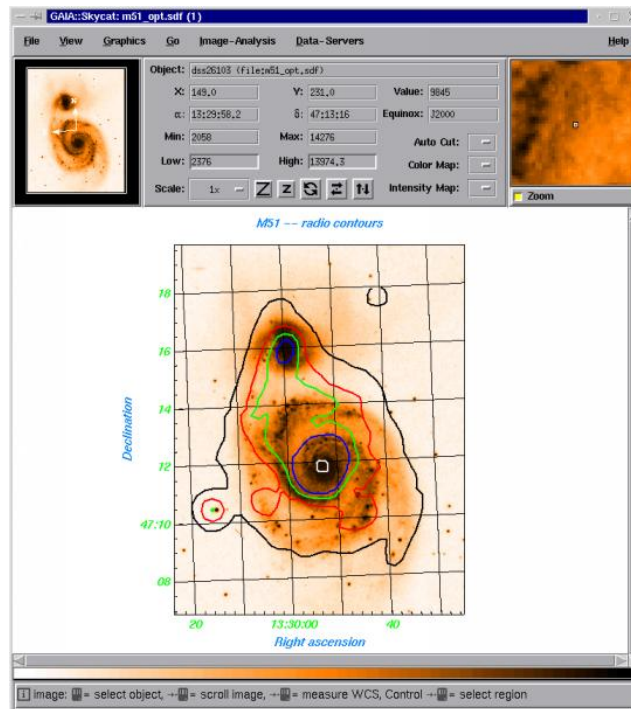 GAIA::Skycat: m51_opt.sdf (1)
File View Graphics Go Image-Analysis Data-Servers Help
Object: dss26103 (file:m51_opt.sdf)
X: 149.0 Y: 231.0 Value: 9845
α: 13:29:58.2 δ: 47:13:16 Equinox: J2000
Min: 2058 Max: 14276 Auto Cut:
Low: 2376 High: 13974.3 Color Map:
Scale: 1x Z z Intensity Map:
Zoom
M51 -- radio contours
18
16
14
Declination
12
47:10
08
20 13:30:00 40
Right ascension
image: = select object, = scroll image, = measure WCS, Control = select region